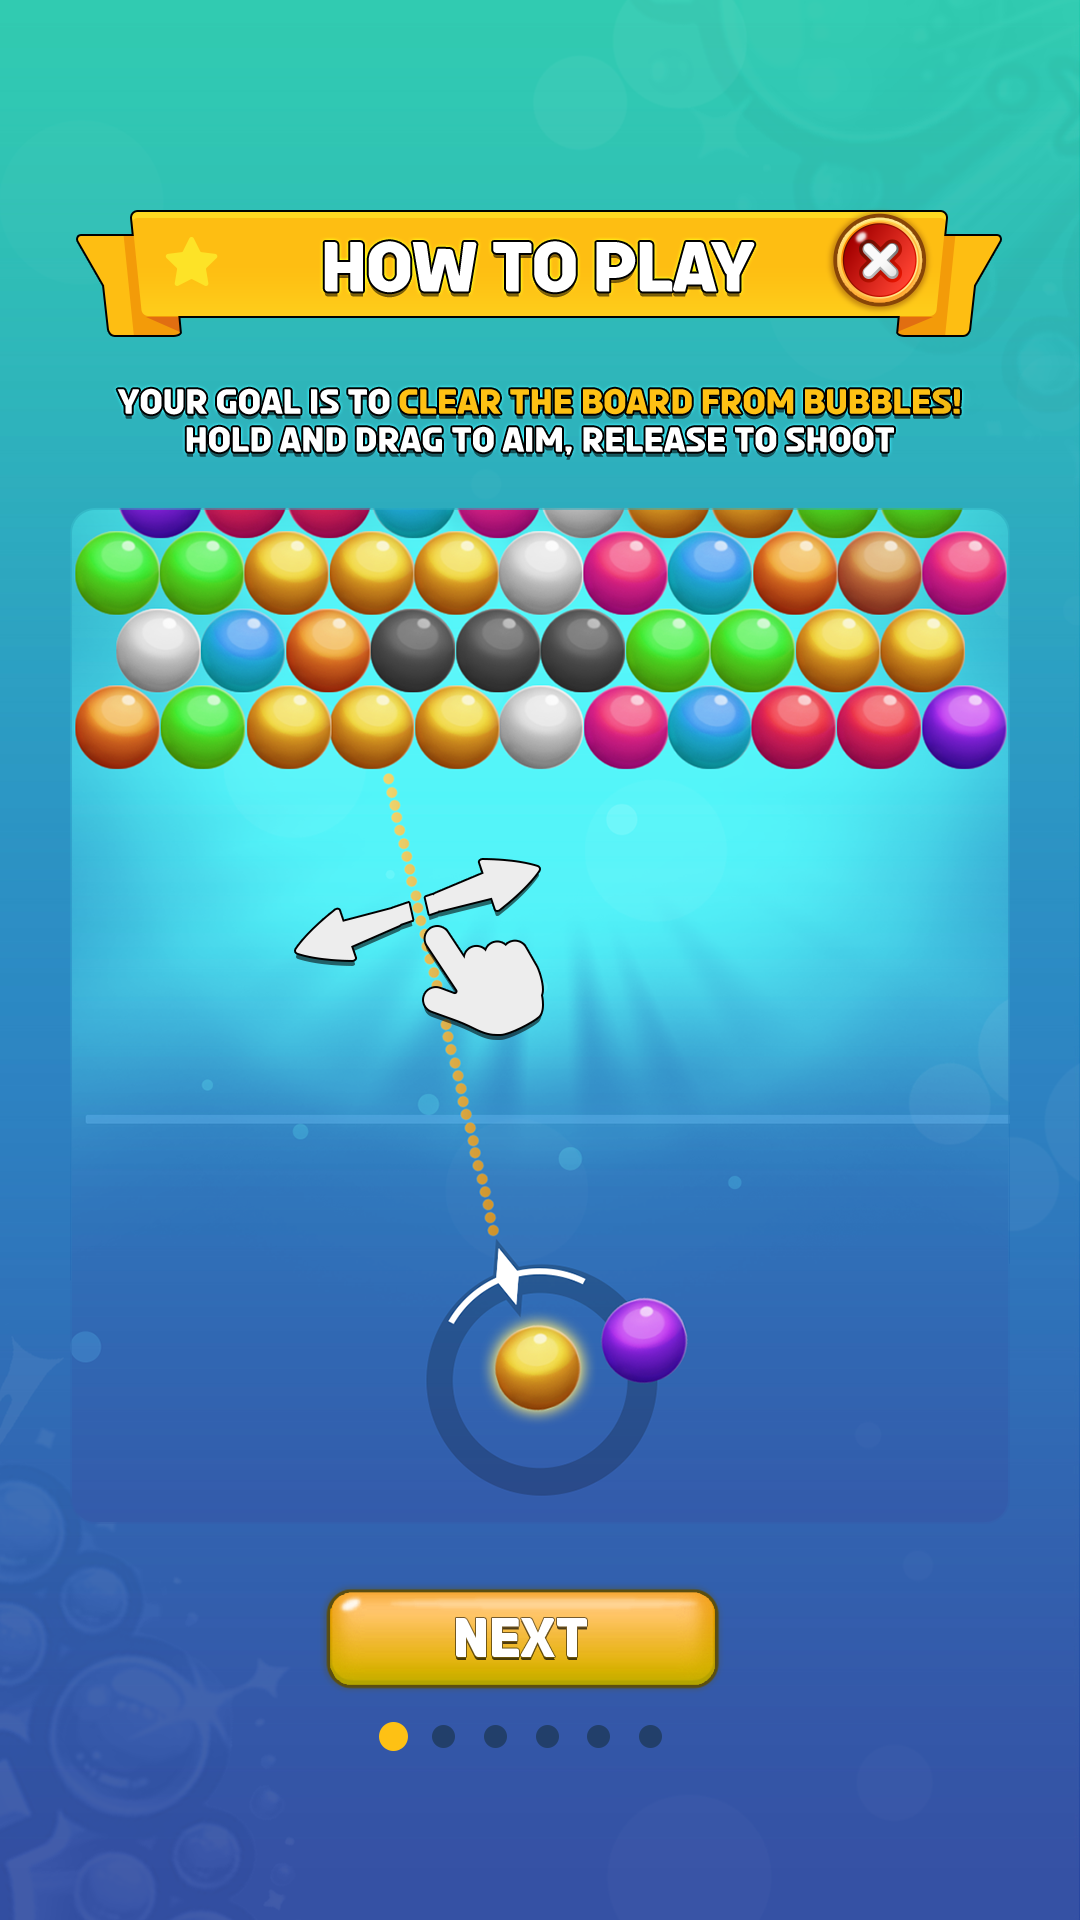 HOW TO PLAY
YOUR GOAL IS TO CLEAR THE BOARD FROM BUBBLES!
HOLD AND DRAG TO AIM, RELEASE TO SHOOT
NEXT